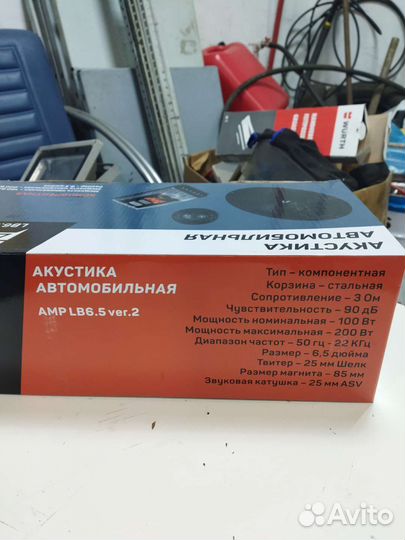 WÜRTH
АКУСТИКА
АВТОМОБИЛЬНАЯ
LB6.
АКУСТИКА
АВТОМОБИЛЬНАЯ
AMP LB6.5 ver.2
Тип – компонентная
Корзина – стальная
Сопротивление – 3 Ом
Чувствительность – 90 дБ
Мощность номинальная – 100 Вт
Мощность максимальная – 200 Вт
Диапазон частот – 50 гц - 22 КГц
Размер – 6,5 дюйма
Твитер – 25 мм Шелк
Размер магнита – 85 мм
Звуковая катушка – 25 мм ASV
Avito